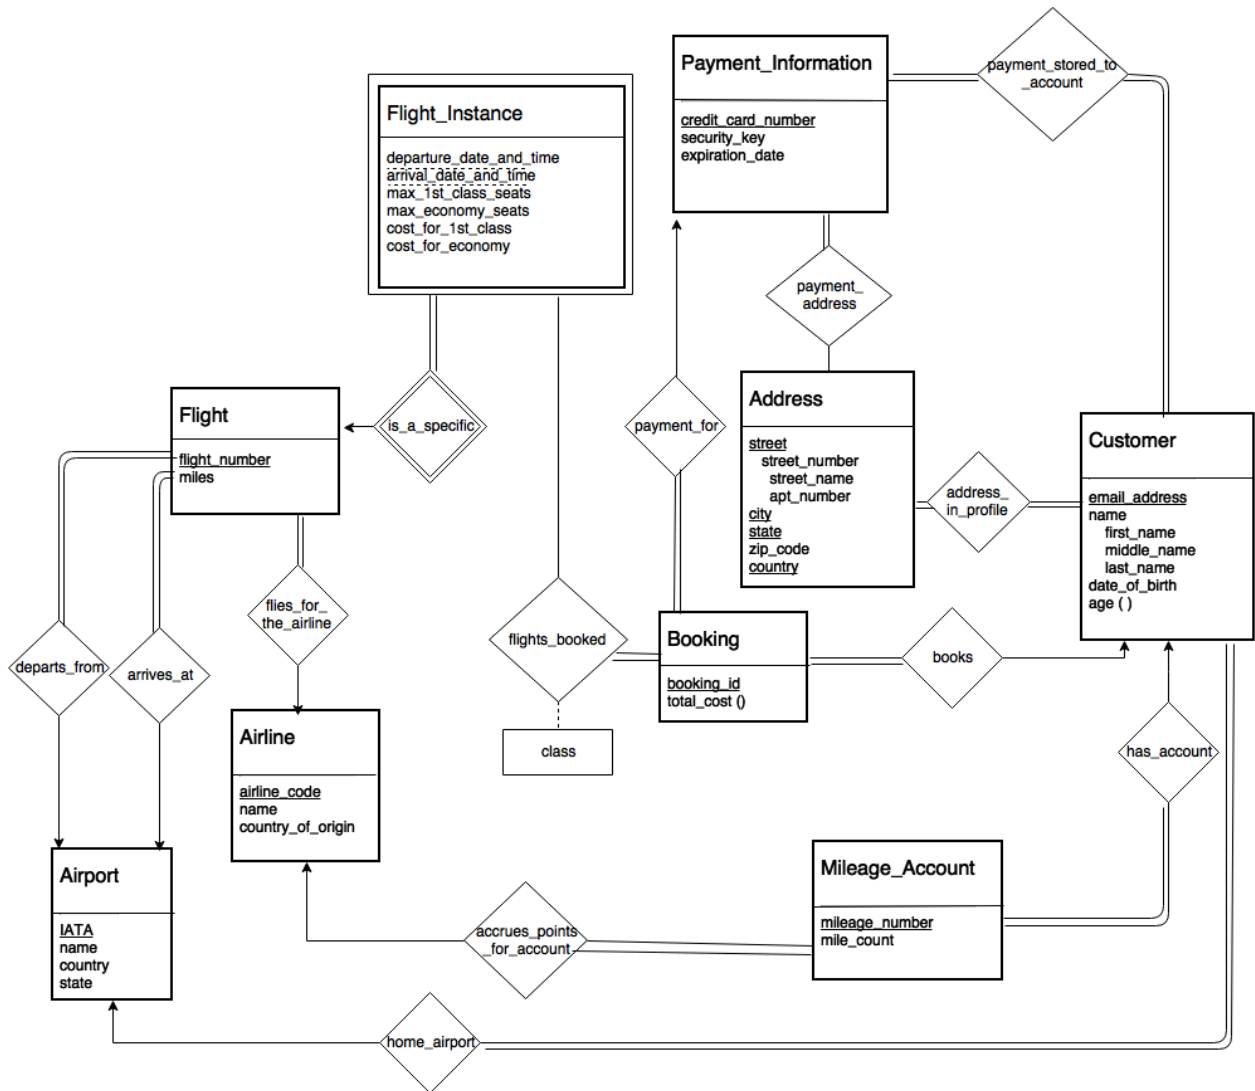 Payment_Information
credit_card_number
security_key
expiration_date
payment_stored_to
_account
Flight_Instance
departure_date_and_time
arrival_date_and_time
max_1st_class_seats
max_economy_seats
cost_for_1st_class
cost_for_economy
payment_
address
Flight
flight_number
miles
is_a_specific
payment_for
Address
street
street_number
street_name
apt_number
city
state
zip_code
country
address_
in_profile
Customer
email_address
name
first_name
middle_name
last_name
date_of_birth
age ( )
flies_for_
the_airline
departs_from
arrives_at
flights_booked
class
Booking
booking_id
total_cost ()
books
has_account
Airline
airline_code
name
country_of_origin
Airport
IATA
name
country
state
accrues_points
_for_account
Mileage_Account
mileage_number
mile_count
home_airport